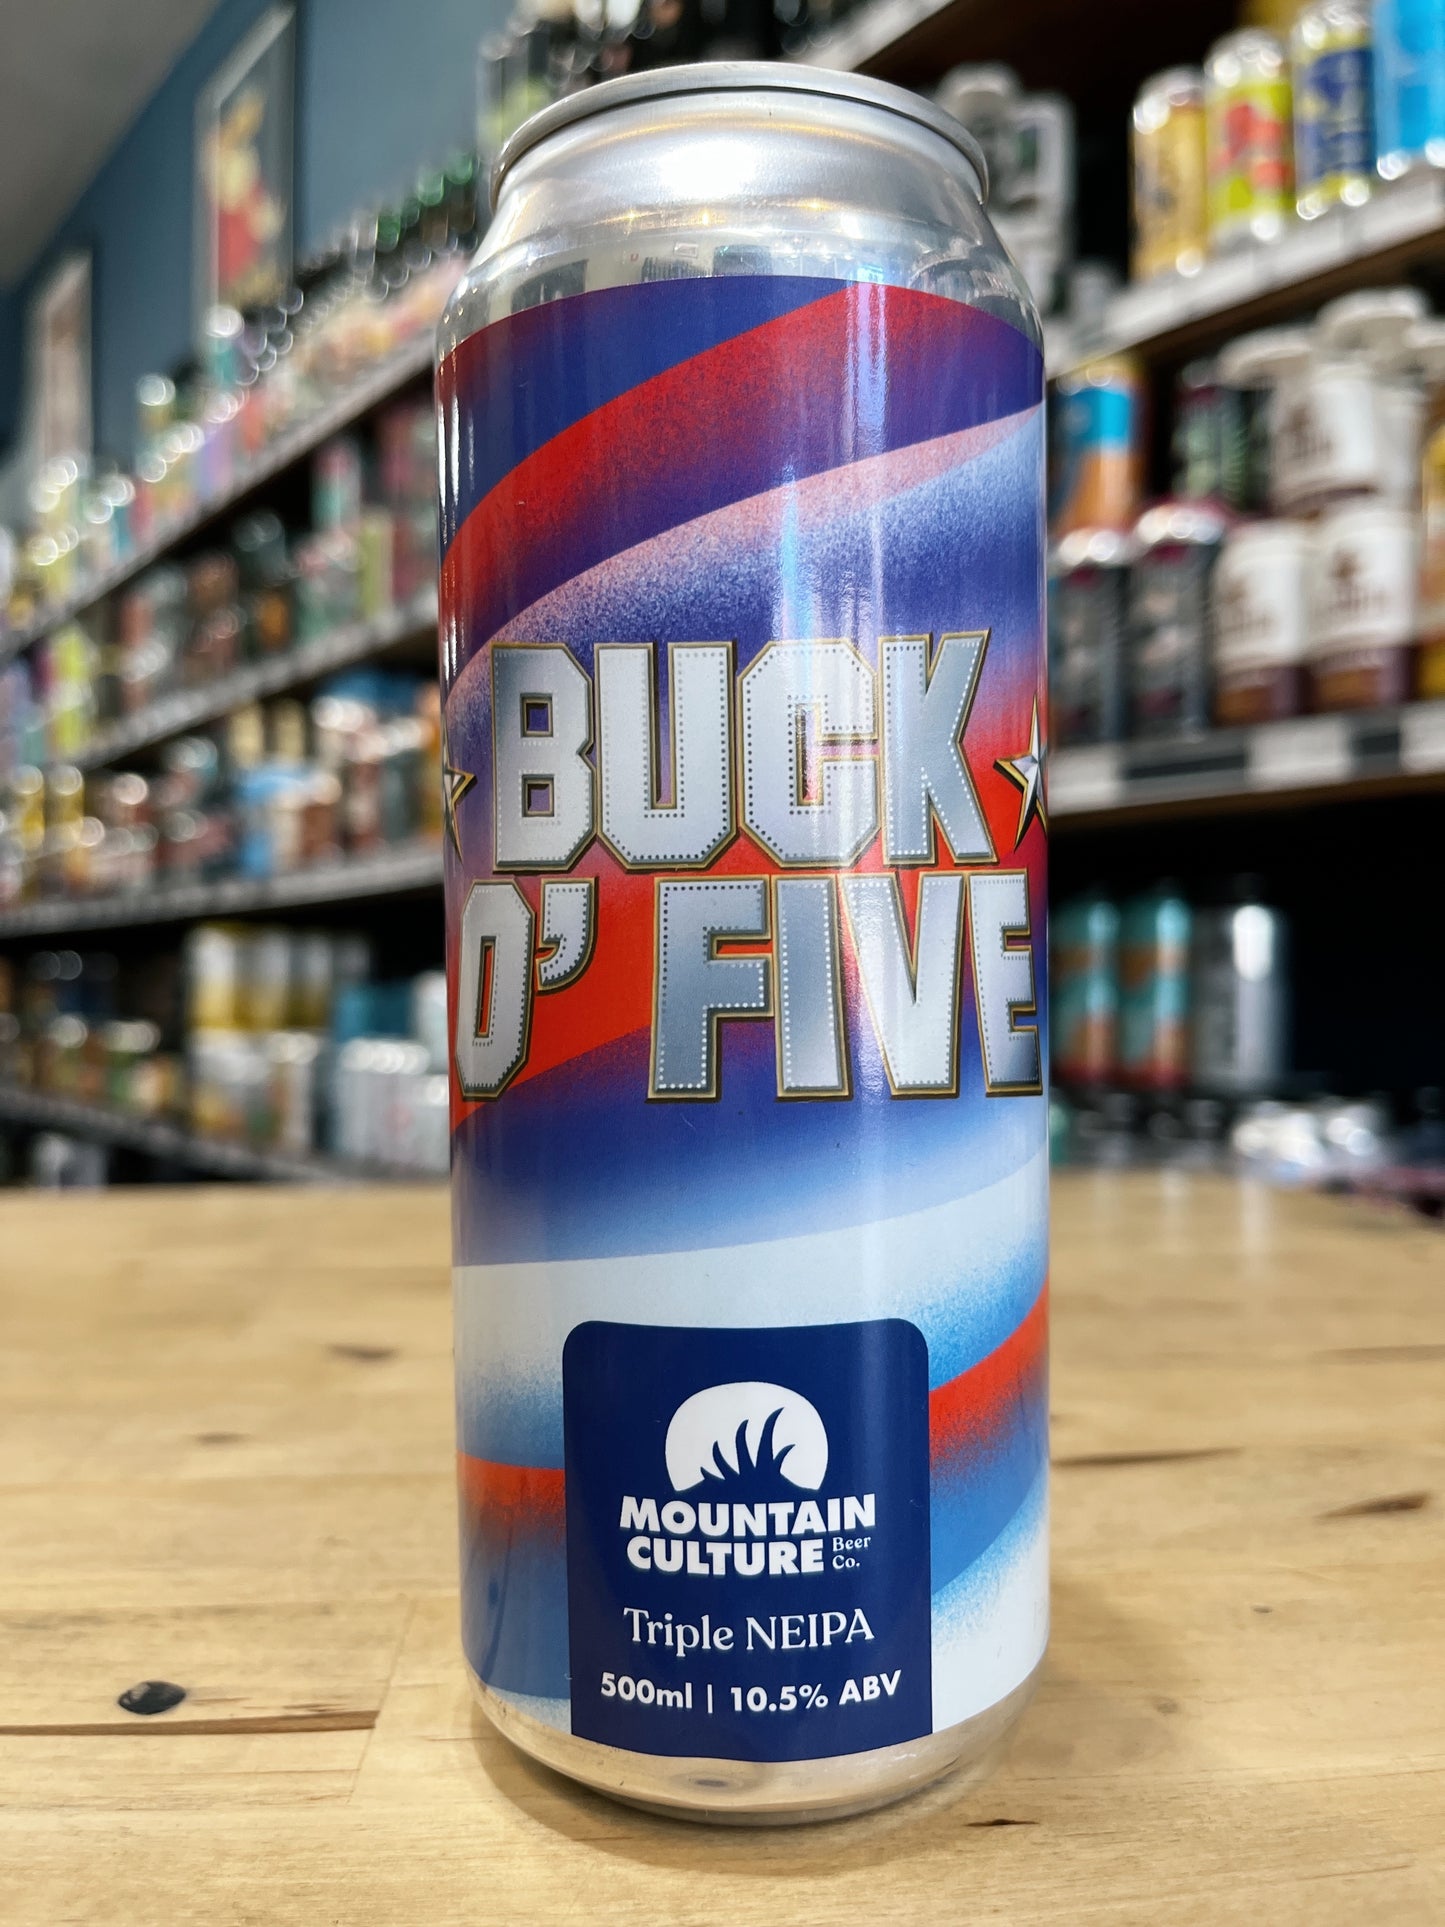 BUCK
O' FIVE
MOUNTAIN
CULTURE Beer Co.
Triple NEIPA
500ml | 10.5% ABV